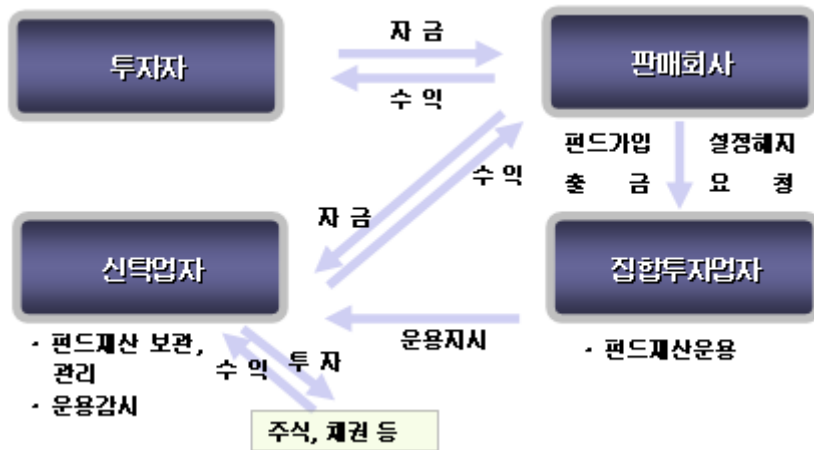 자 금
투자자
판매회사
수 익
펀드가입 설정해지
출 금 요 청
수 익
자 금
신탁업자
집합투자업자
운용지시
· 펀드재산 보관,
관리
· 운용감시
수 익
투 자
· 펀드재산운용
주식, 채권 등